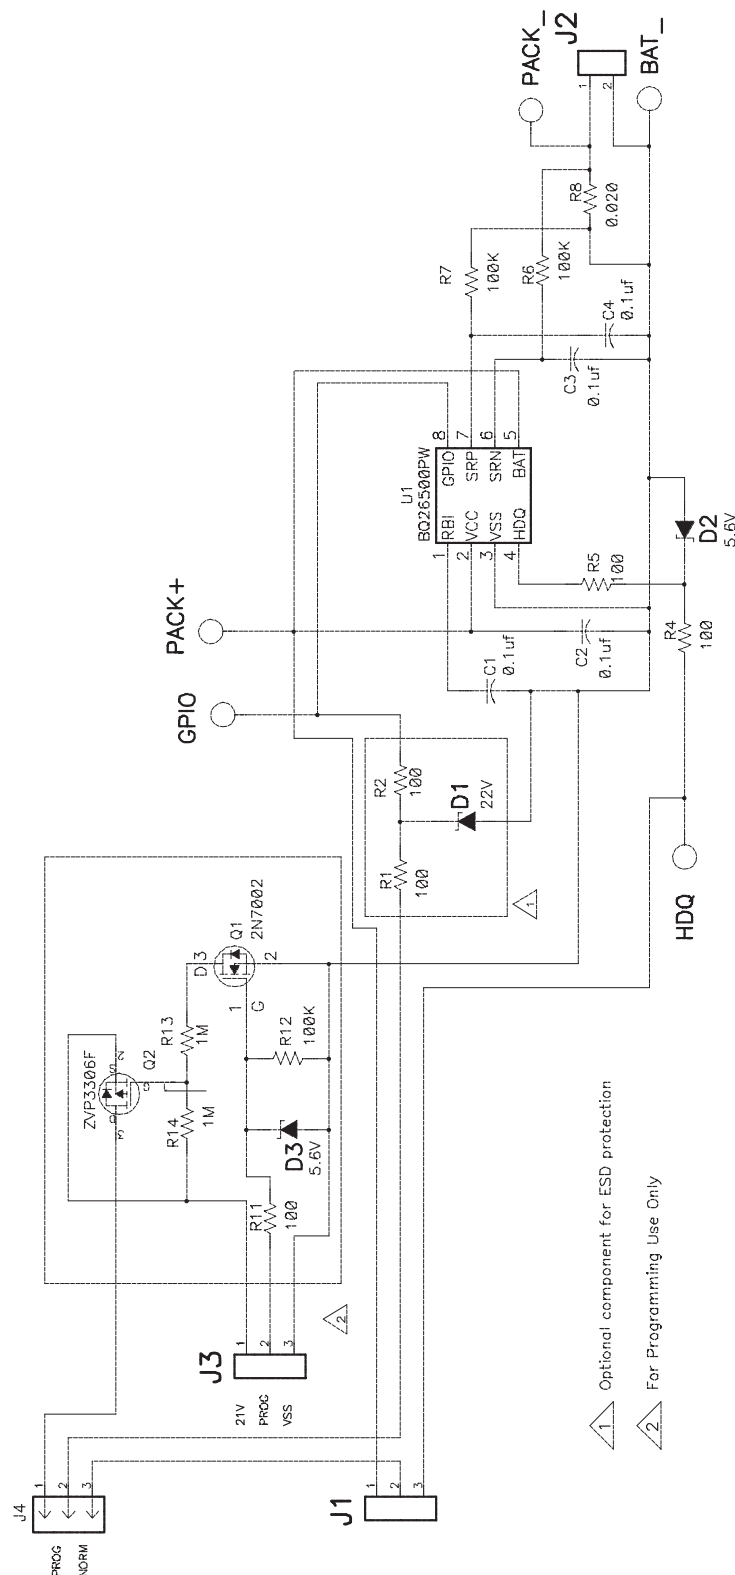 J4
PROG
NORM
1
2
3
J1
1
2
3
J3
21V
PROG
VSS
1
2
3
2
ZVP3306F
Q2
D
3
S
2
G
R14
1M
R13
1M
D 3
Q1
2N7002
2
1
G
R12
100K
D3
5.6V
R11
100
R1
100
R2
100
D1
22V
1
GPIO
PACK+
HDQ
U1
BQ26500PW
1
RBI
2
VCC
3
VSS
4
HDQ
8
GPIO
7
SRP
6
SRN
5
BAT
C1
0.1uf
C2
0.1uf
R5
100
R4
100
D2
5.6V
C3
0.1uf
C4
0.1uf
R7
100K
R6
100K
R8
0.020
PACK_
J2
1
2
BAT_
1 Optional component for ESD protection
2 For Programming Use Only